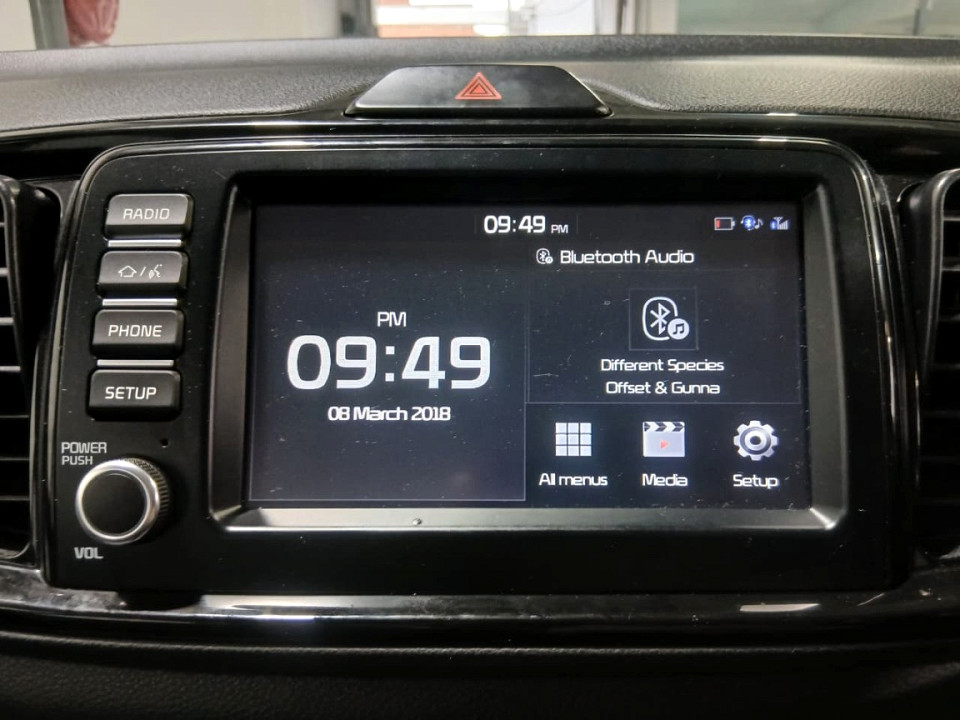 RADIO
PHONE
SETUP
POWER
PUSH
VOL
09:49 PM
Bluetooth Audio
PM
09:49
08 March 2018
Different Species
Offset & Gunna
All menus
Media
Setup